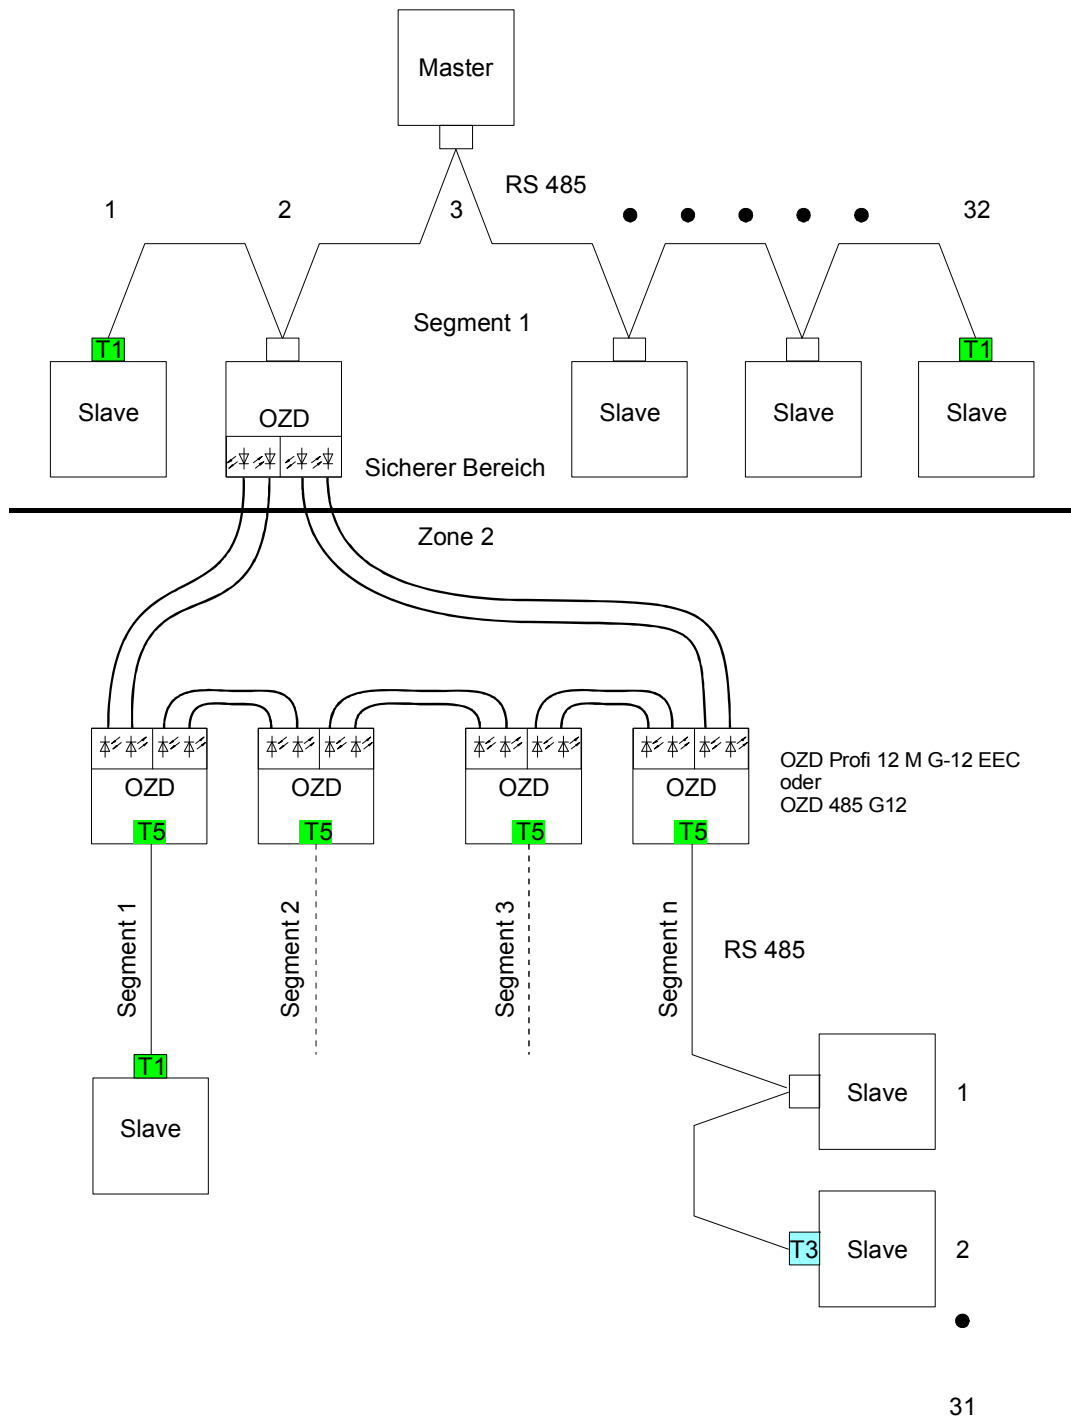 Master
RS 485
1
2
3
32
Segment 1
T1
T1
Slave
OZD
Slave
Slave
Slave
Sicherer Bereich
Zone 2
OZD
OZD
OZD
OZD
OZD Profi 12 M G-12 EEC
oder
OZD 485 G12
T5
T5
T5
T5
Segment 1
Segment 2
Segment 3
Segment n
RS 485
T1
Slave
Slave
1
T3
Slave
2
31